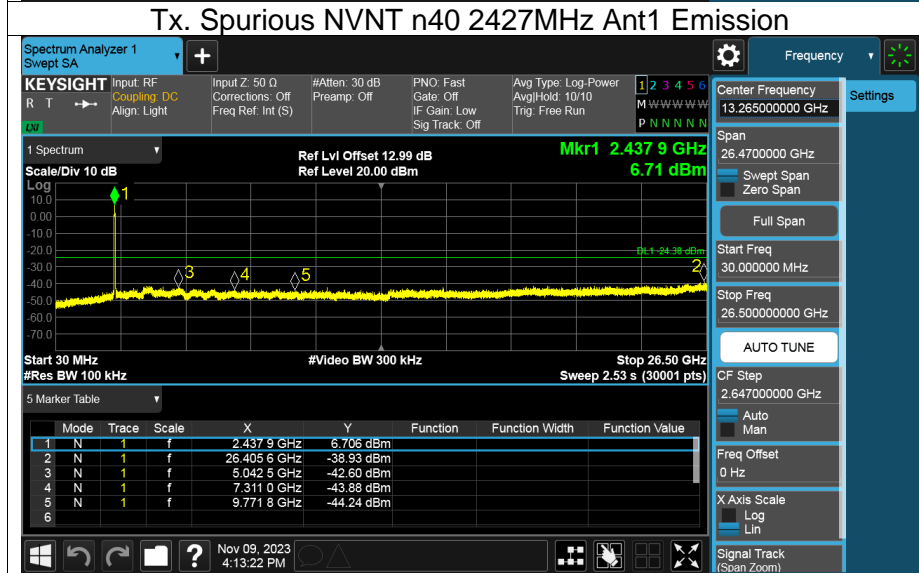 Tx. Spurious NVNT n40 2427MHz Ant1 Emission
Spectrum Analyzer 1
Swept SA
+
Frequency
KEYSIGHT
R T
LXI
Input: RF
Coupling: DC
Align: Light
Input Z: 50 Ω
Corrections: Off
Freq Ref: Int (S)
#Atten: 30 dB
Preamp: Off
PNO: Fast
Gate: Off
IF Gain: Low
Sig Track: Off
Avg Type: Log-Power
Avg|Hold: 10/10
Trig: Free Run
1 2 3 4 5 6
M W W W W W
P N N N N N
1 Spectrum
Scale/Div 10 dB
Ref Lvl Offset 12.99 dB
Ref Level 20.00 dBm
Mkr1 2.437 9 GHz
6.71 dBm
Log
10.0
0.00
-10.0
-20.0
-30.0
-40.0
-50.0
-60.0
-70.0
1
DL1 -24.38 dBm
2
3
4
5
Start 30 MHz
#Res BW 100 kHz
#Video BW 300 kHz
Stop 26.50 GHz
Sweep 2.53 s (30001 pts)
5 Marker Table
Mode Trace Scale X Y Function Function Width Function Value
1 N 1 f 2.437 9 GHz 6.706 dBm
2 N 1 f 26.405 6 GHz -38.93 dBm
3 N 1 f 5.042 5 GHz -42.60 dBm
4 N 1 f 7.311 0 GHz -43.88 dBm
5 N 1 f 9.771 8 GHz -44.24 dBm
6
?
Nov 09, 2023
4:13:22 PM
Center Frequency
13.265000000 GHz
Settings
Span
26.4700000 GHz
Swept Span
Zero Span
Full Span
Start Freq
30.000000 MHz
Stop Freq
26.500000000 GHz
AUTO TUNE
CF Step
2.647000000 GHz
Auto
Man
Freq Offset
0 Hz
X Axis Scale
Log
Lin
Signal Track
(Span Zoom)